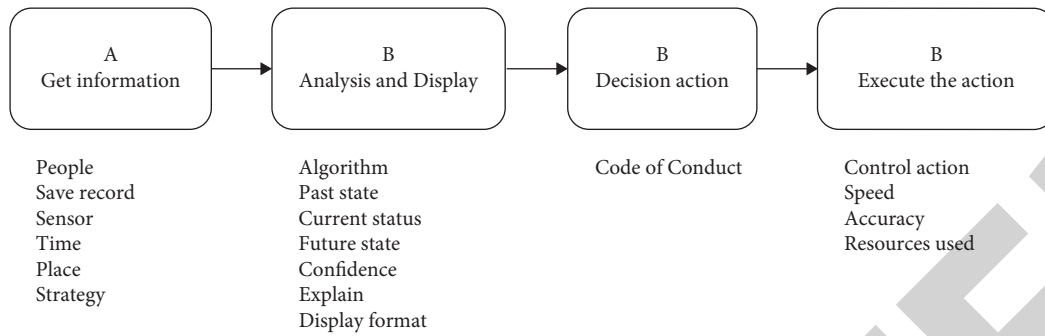 A
Get information
B
Analysis and Display
B
Decision action
B
Execute the action
People
Save record
Sensor
Time
Place
Strategy
Algorithm
Past state
Current status
Future state
Confidence
Explain
Display format
Code of Conduct
Control action
Speed
Accuracy
Resources used